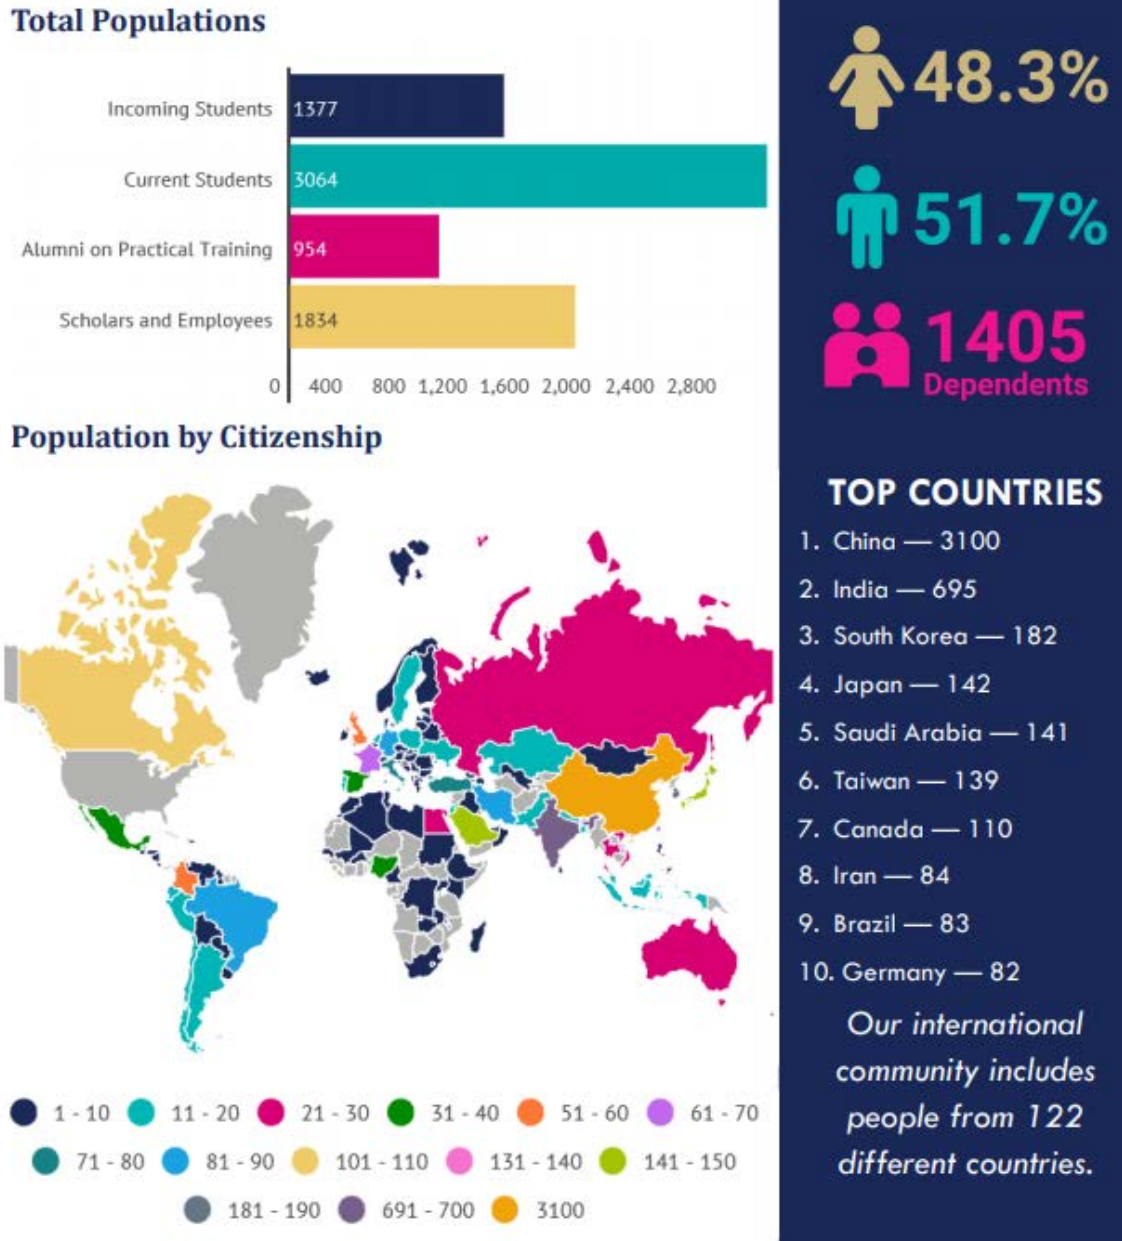 Total Populations
Incoming Students 1377
Current Students 3064
Alumni on Practical Training 954
Scholars and Employees 1834
0 400 800 1,200 1,600 2,000 2,400 2,800
Population by Citizenship
1 - 10 11 - 20 21 - 30 31 - 40 51 - 60 61 - 70
71 - 80 81 - 90 101 - 110 131 - 140 141 - 150
181 - 190 691 - 700 3100
48.3%
51.7%
1405
Dependents
TOP COUNTRIES
1. China — 3100
2. India — 695
3. South Korea — 182
4. Japan — 142
5. Saudi Arabia — 141
6. Taiwan — 139
7. Canada — 110
8. Iran — 84
9. Brazil — 83
10. Germany — 82
Our international
community includes
people from 122
different countries.